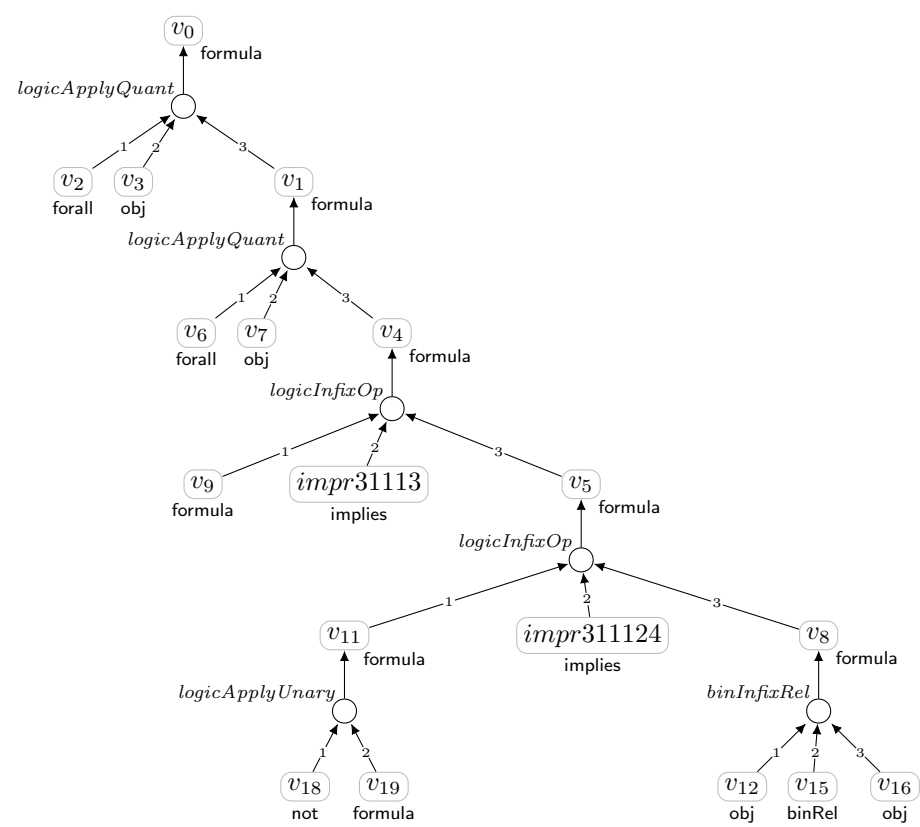 v0
formula
logicApplyQuant
1 2 3
v2 v3 v1
forall obj formula
logicApplyQuant
1 2 3
v6 v7 v4
forall obj formula
logicInfixOp
1 2 3
v9 impr31113 v5
formula implies formula
logicInfixOp
1 2 3
v11 impr311124 v8
formula implies formula
logicApplyUnary binInfixRel
1 2 1 2 3
v18 v19 v12 v15 v16
not formula obj binRel obj